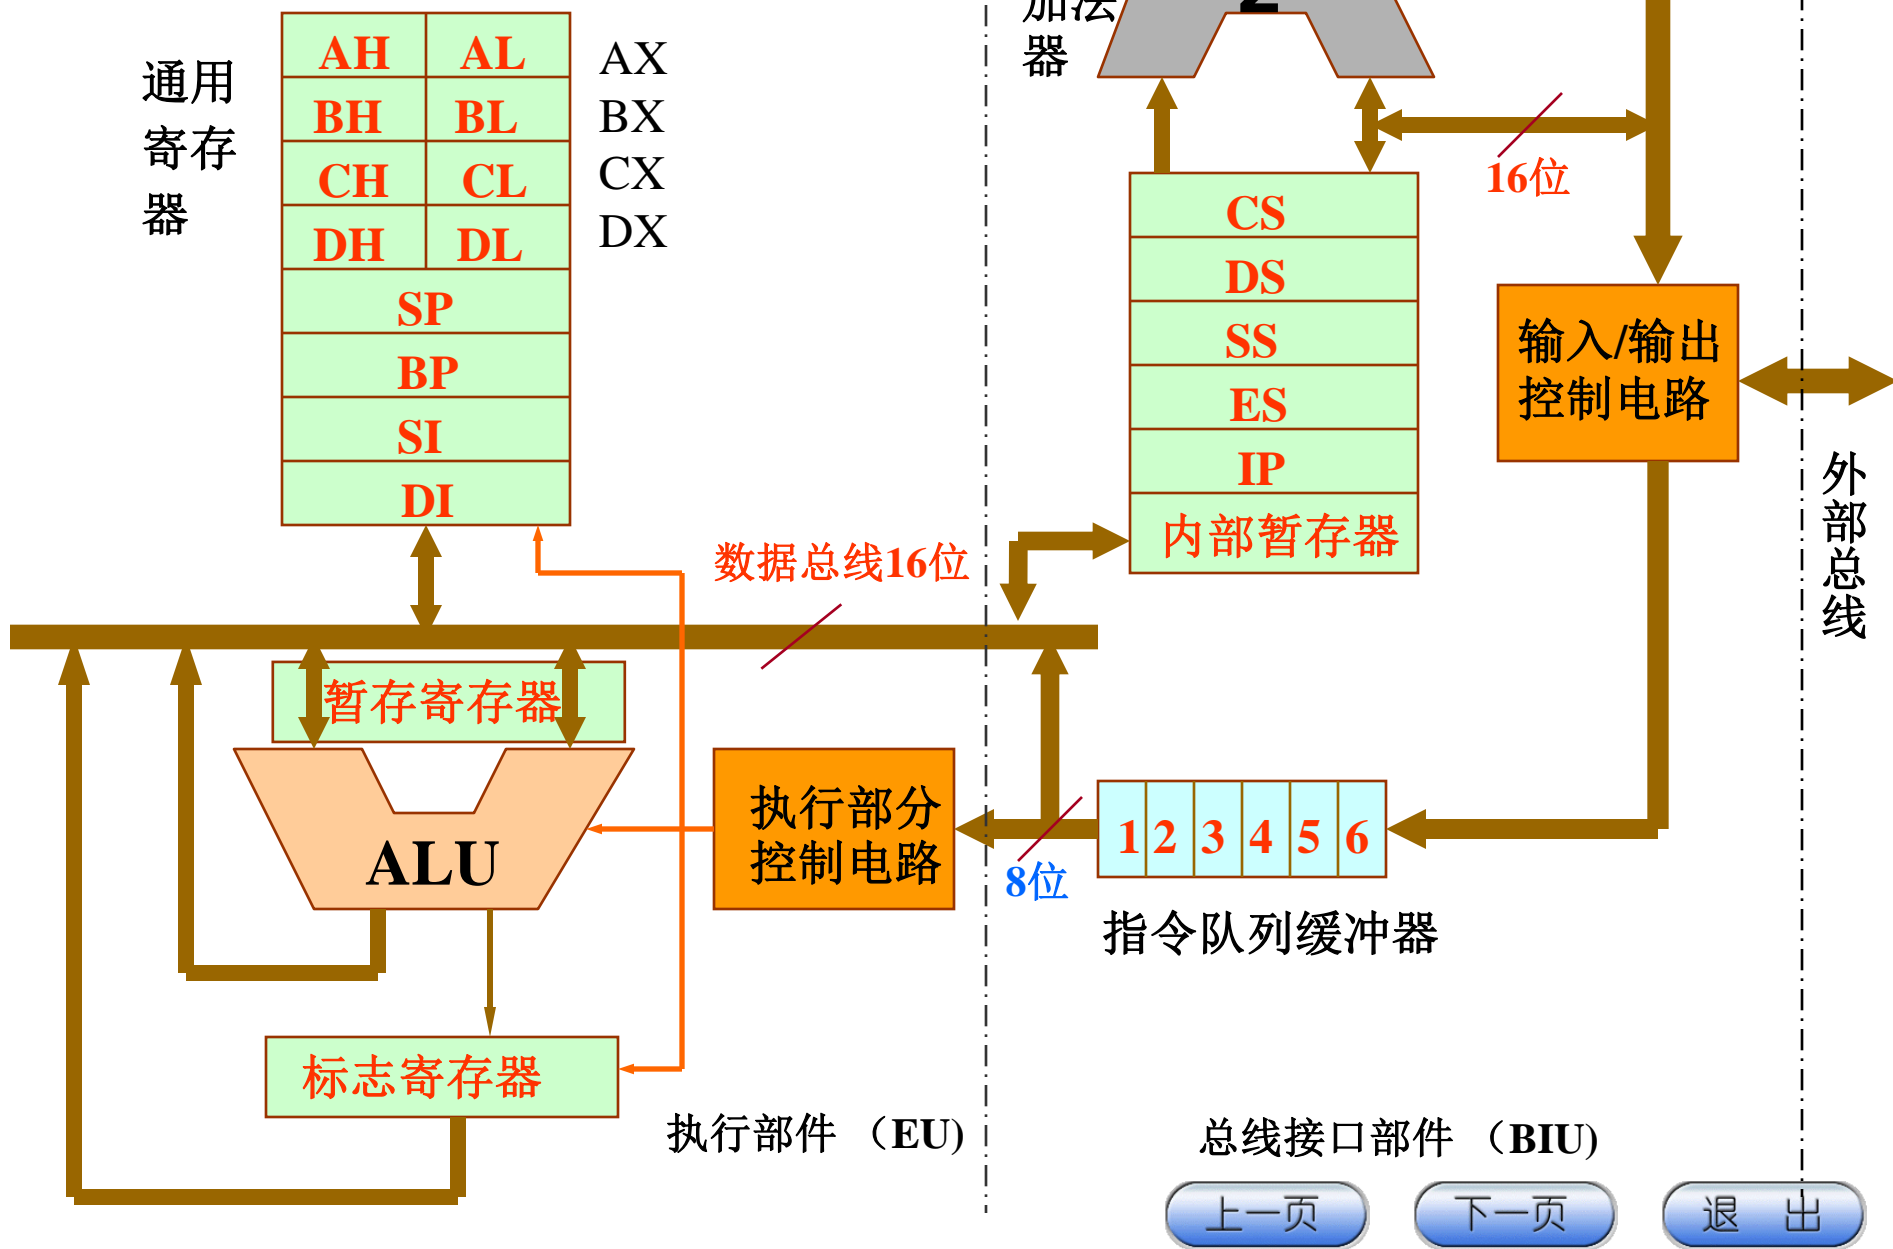 通用
寄存
器
AH AL AX
BH BL BX
CH CL CX
DH DL DX
SP
BP
SI
DI
加法
器
16位
CS
DS
SS
ES
IP
内部暂存器
输入/输出
控制电路
外
部
总
线
数据总线16位
暂存寄存器
ALU
执行部分
控制电路
8位
1 2 3 4 5 6
指令队列缓冲器
标志寄存器
执行部件 （EU)
总线接口部件 （BIU)
上一页 下一页 退 出